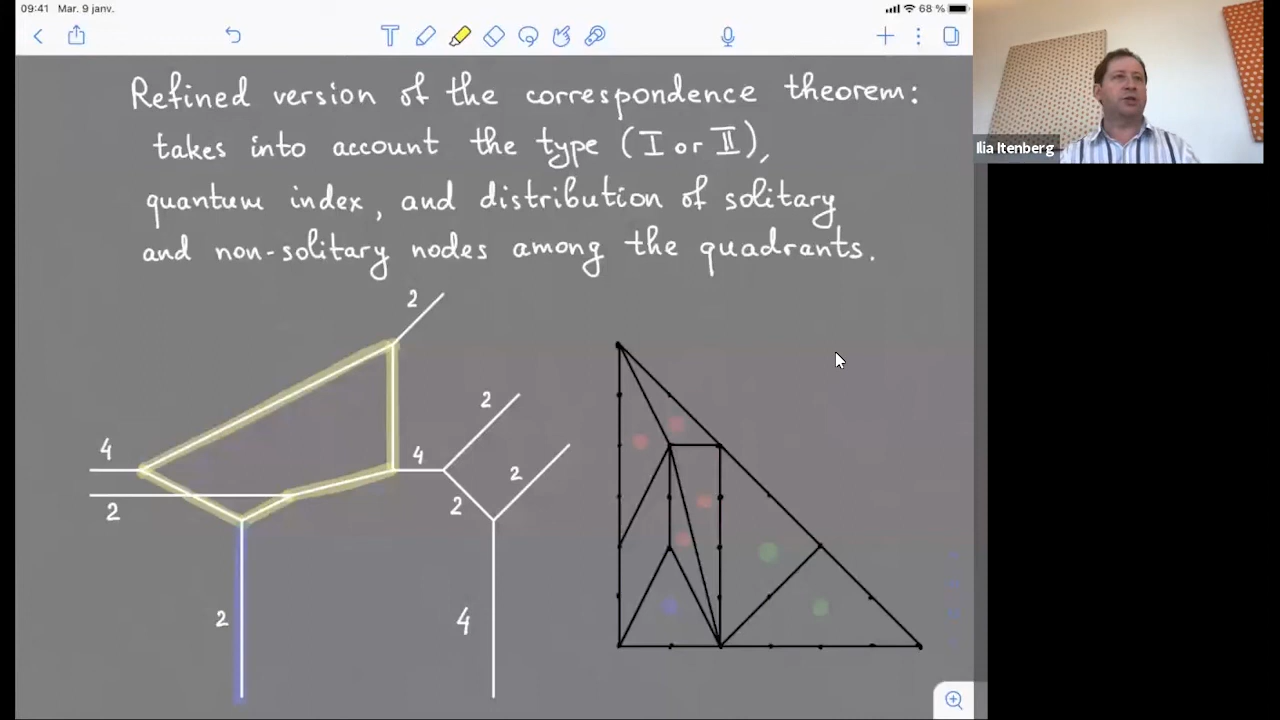 09:41 Mar. 9 janv.
68 %
Refined version of the correspondence theorem:
takes into account the type (I or II),
quantum index, and distribution of solitary
and non-solitary nodes among the quadrants.
2
2
4
4
2
2
2
2
4
Ilia Itenberg